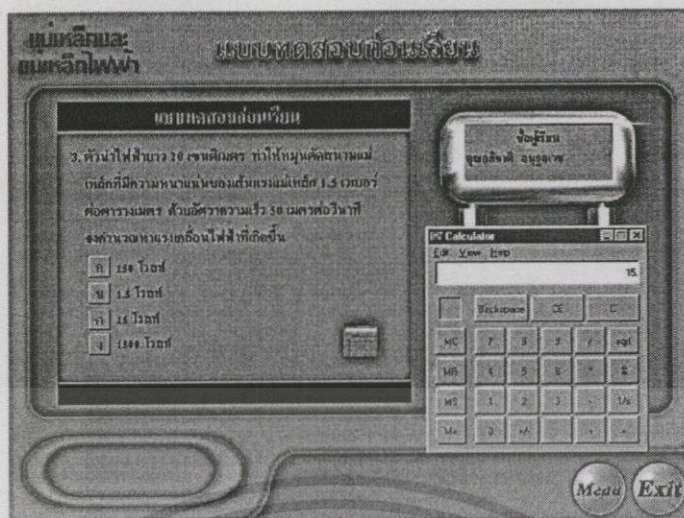 แม่เหล็กและ
แม่เหล็กไฟฟ้า
แบบทดสอบก่อนเรียน
แบบทดสอบก่อนเรียน
3. ตัวนำไฟฟ้ายาว 20 เซนติเมตร ทำให้หมุนตัดสนามแม่
เหล็กที่มีความหนาแน่นของเส้นแรงแม่เหล็ก 1.5 เวเบอร์
ต่อตารางเมตร ด้วยอัตราความเร็ว 50 เมตรต่อวินาที
จงคำนวณหาแรงเคลื่อนไฟฟ้าที่เกิดขึ้น
150 โวลท์
ข 1.5 โวลท์
15 โวลท์
ง 1500 โวลท์
ชื่อผู้เรียน
Calculator
Edit View Help
15.
Backspace CE C
MC 7 8 9 / sqrt
MR 4 5 6 * %
MS 1 2 3 - 1/x
M+ 0 +/- . + =
Menu Exit